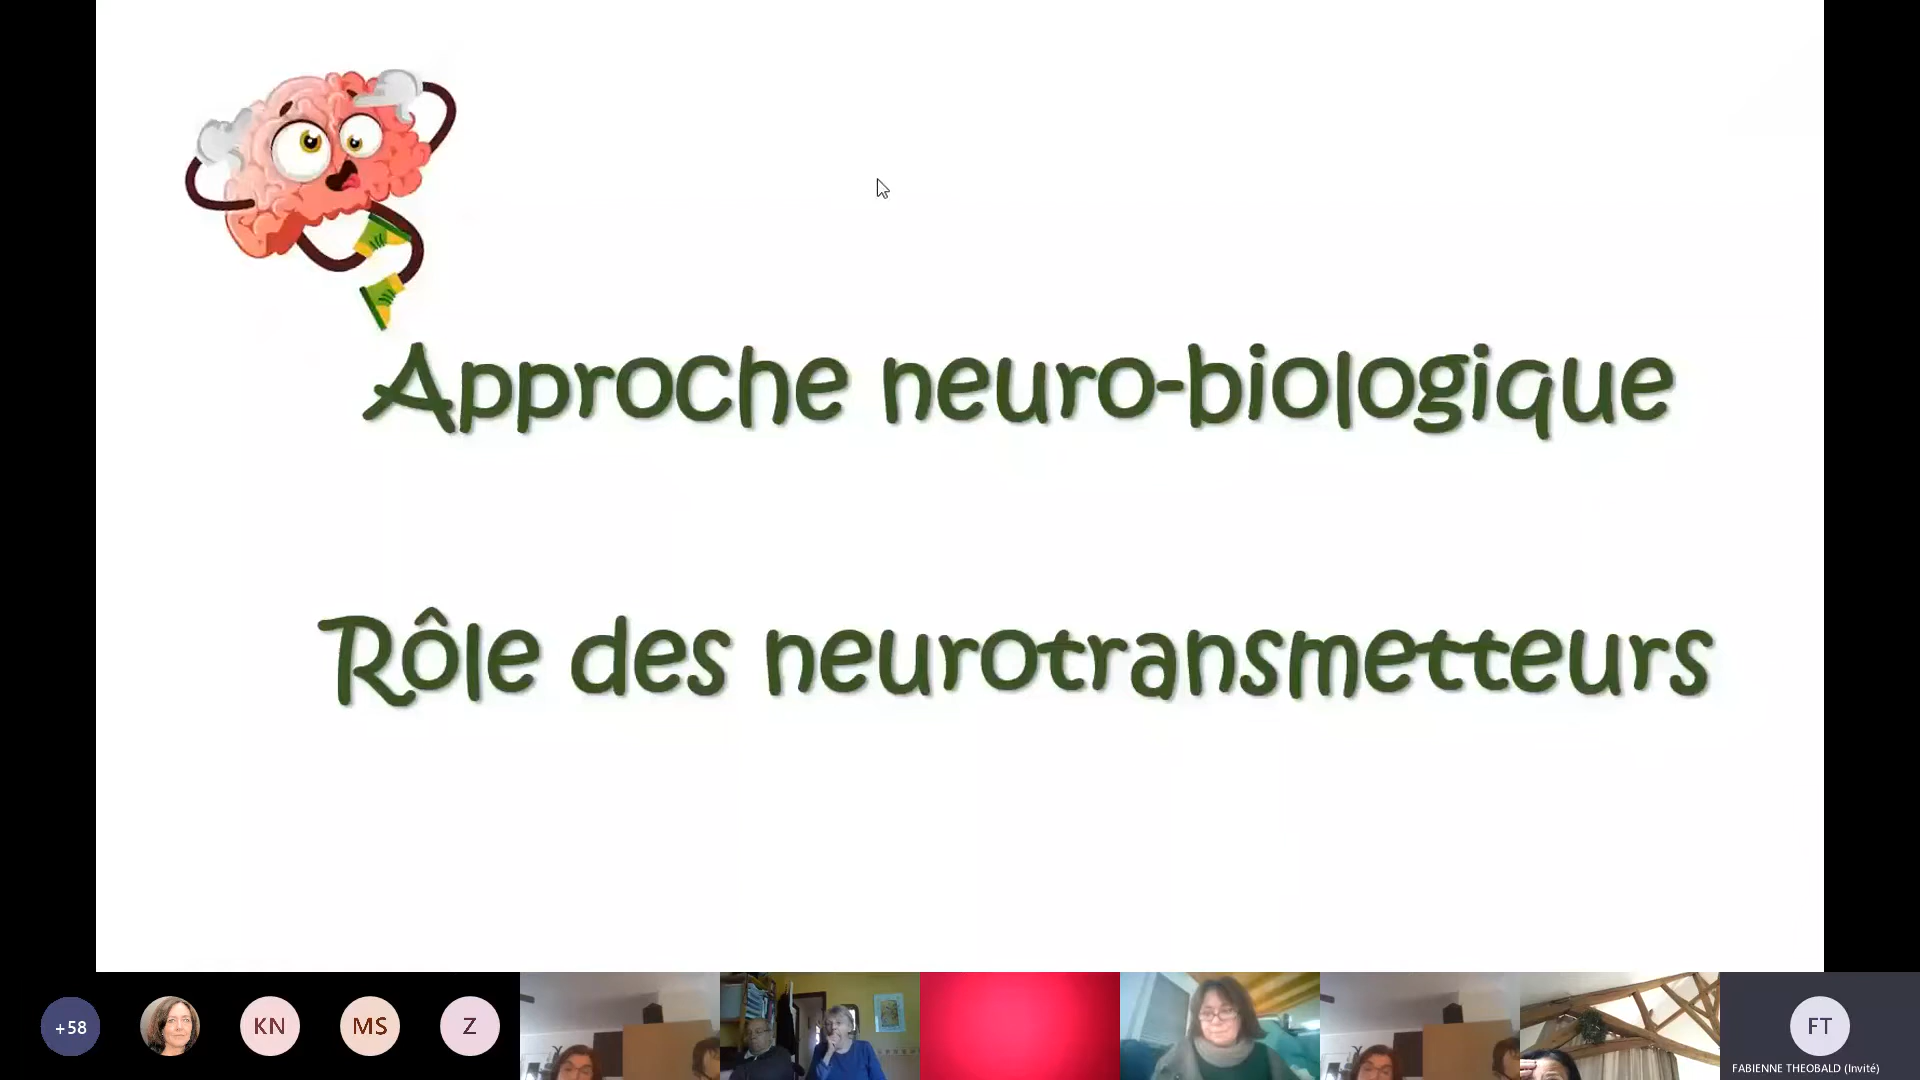 Approche neuro-biologique
Rôle des neurotransmetteurs
+58
KN
MS
Z
FT
FABIENNE THEOBALD (Invité)